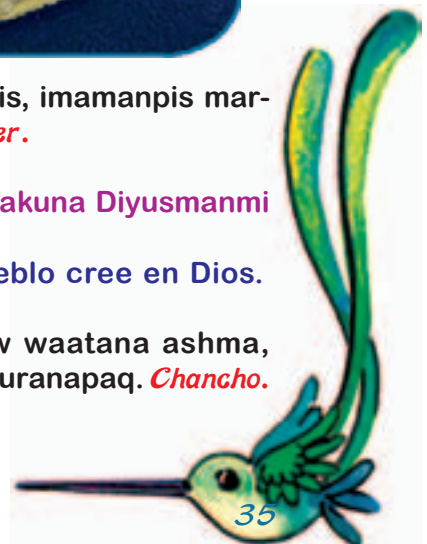 is, imamanpis mar-
er.
akuna Diyusmanmi
eblo cree en Dios.
waatana ashma,
uranapaq. Chancho.
35